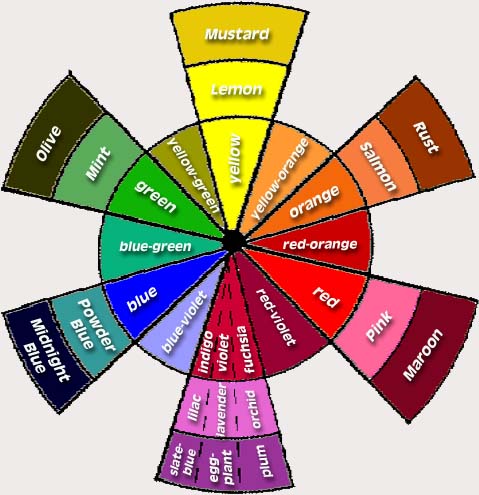 Mustard
Lemon
yellow
yellow-orange
orange
Salmon
Rust
red-orange
red
Pink
Maroon
red-violet
fuchsia
violet
indigo
orchid
lavender
lilac
plum
egg-
plant
slate-
blue
blue-violet
blue
Powder
Blue
Midnight
Blue
blue-green
green
Mint
Olive
yellow-green